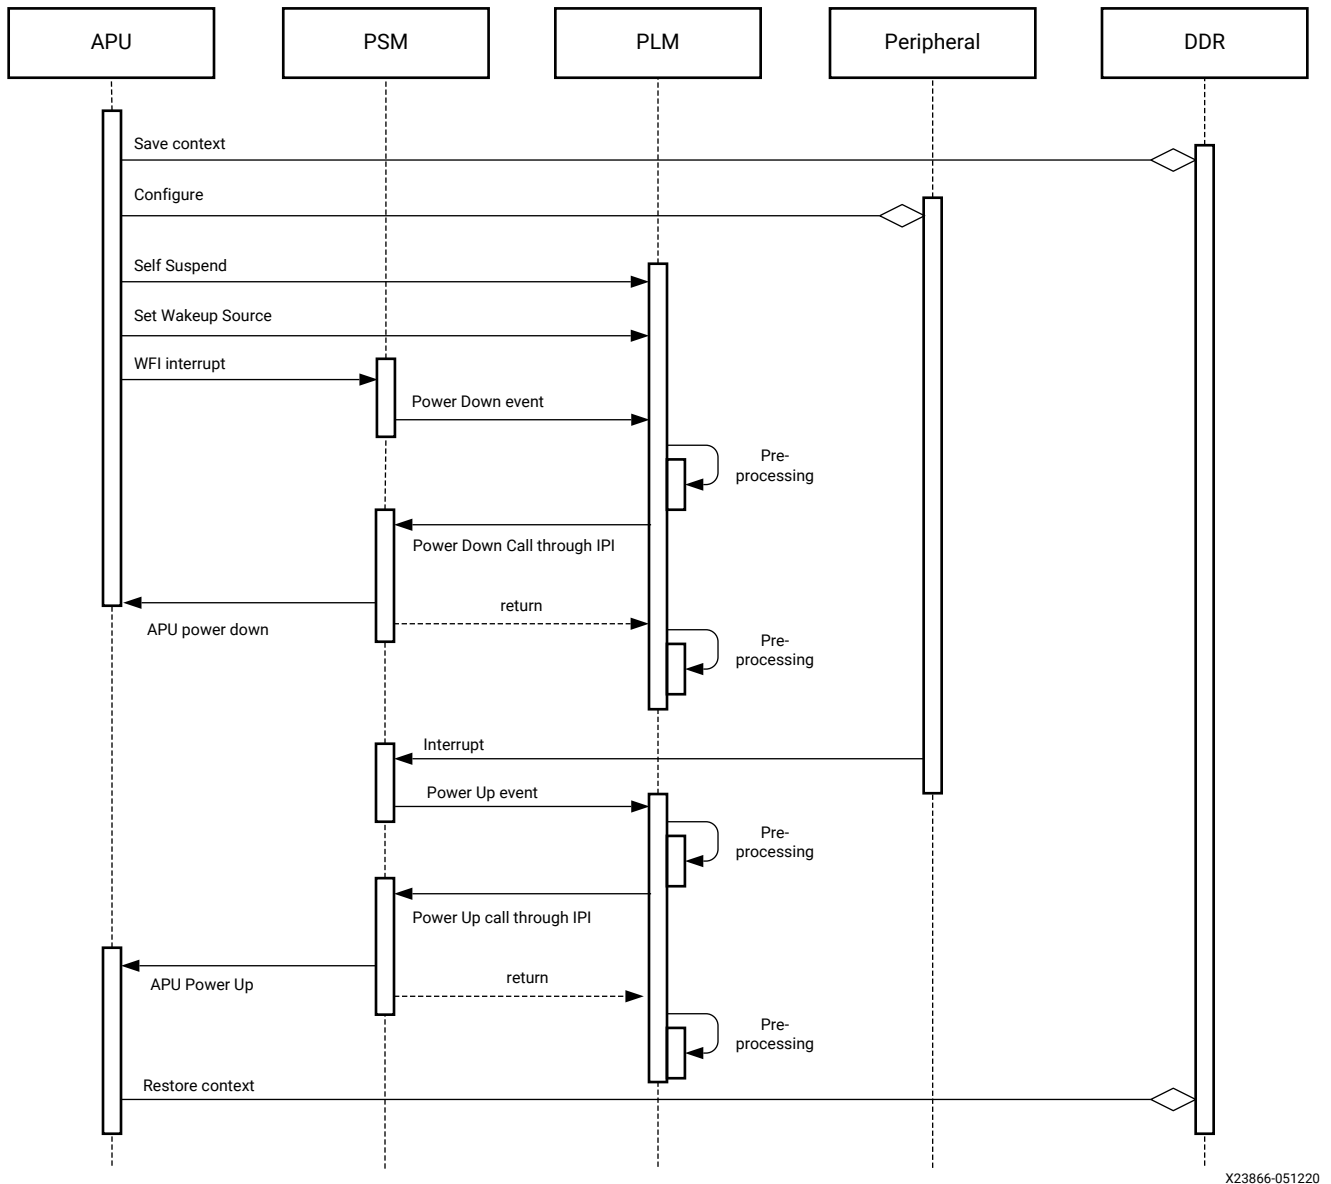 APU
PSM
PLM
Peripheral
DDR
Save context
Configure
Self Suspend
Set Wakeup Source
WFI interrupt
Power Down event
Pre-
processing
Power Down Call through IPI
return
APU power down
Pre-
processing
Interrupt
Power Up event
Pre-
processing
Power Up call through IPI
return
APU Power Up
Pre-
processing
Restore context
X23866-051220